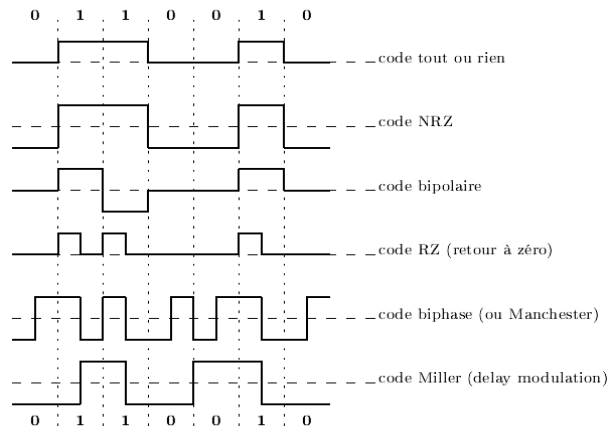 0 1 1 0 0 1 0
code tout ou rien
code NRZ
code bipolaire
code RZ (retour à zéro)
code biphase (ou Manchester)
code Miller (delay modulation)
0 1 1 0 0 1 0